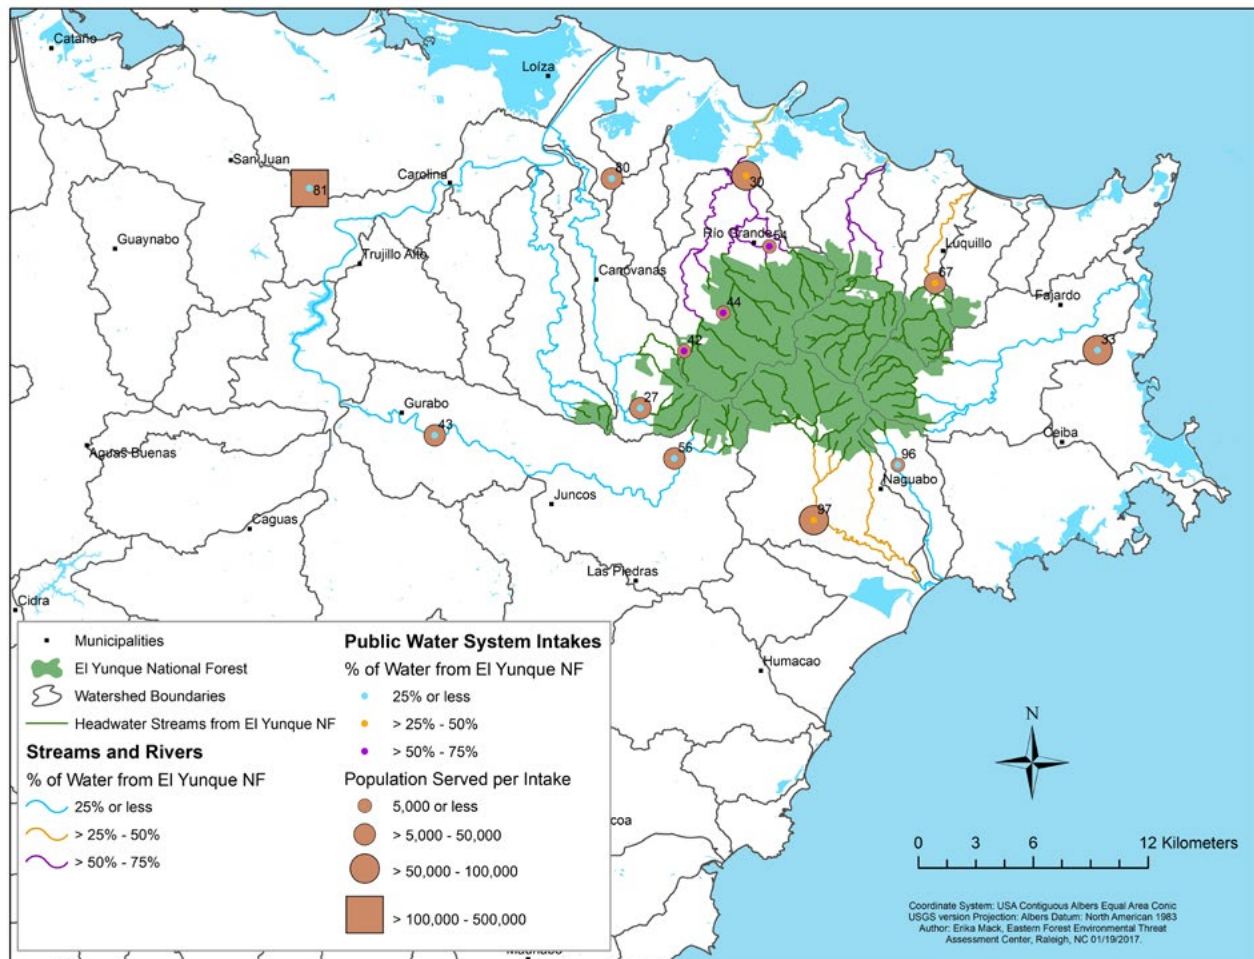 Cataño
Loíza
San Juan
80
81
Carolina
30
Guaynabo
Río Grande
54
Luquillo
Trujillo Alto
Canóvanas
67
44
Fajardo
42
33
27
Gurabo
43
Ceiba
Aguas Buenas
56
96
Naguabo
Juncos
97
Caguas
Las Piedras
Cidra
Humacao
coa
Municipalities
El Yunque National Forest
Watershed Boundaries
Headwater Streams from El Yunque NF
Streams and Rivers
% of Water from El Yunque NF
25% or less
> 25% - 50%
> 50% - 75%
Public Water System Intakes
% of Water from El Yunque NF
25% or less
> 25% - 50%
> 50% - 75%
Population Served per Intake
5,000 or less
> 5,000 - 50,000
> 50,000 - 100,000
> 100,000 - 500,000
N
0 3 6 12 Kilometers
Coordinate System: USA Contiguous Albers Equal Area Conic
USGS version Projection: Albers Datum: North American 1983
Author: Erika Mack, Eastern Forest Environmental Threat
Assessment Center, Raleigh, NC 01/19/2017.